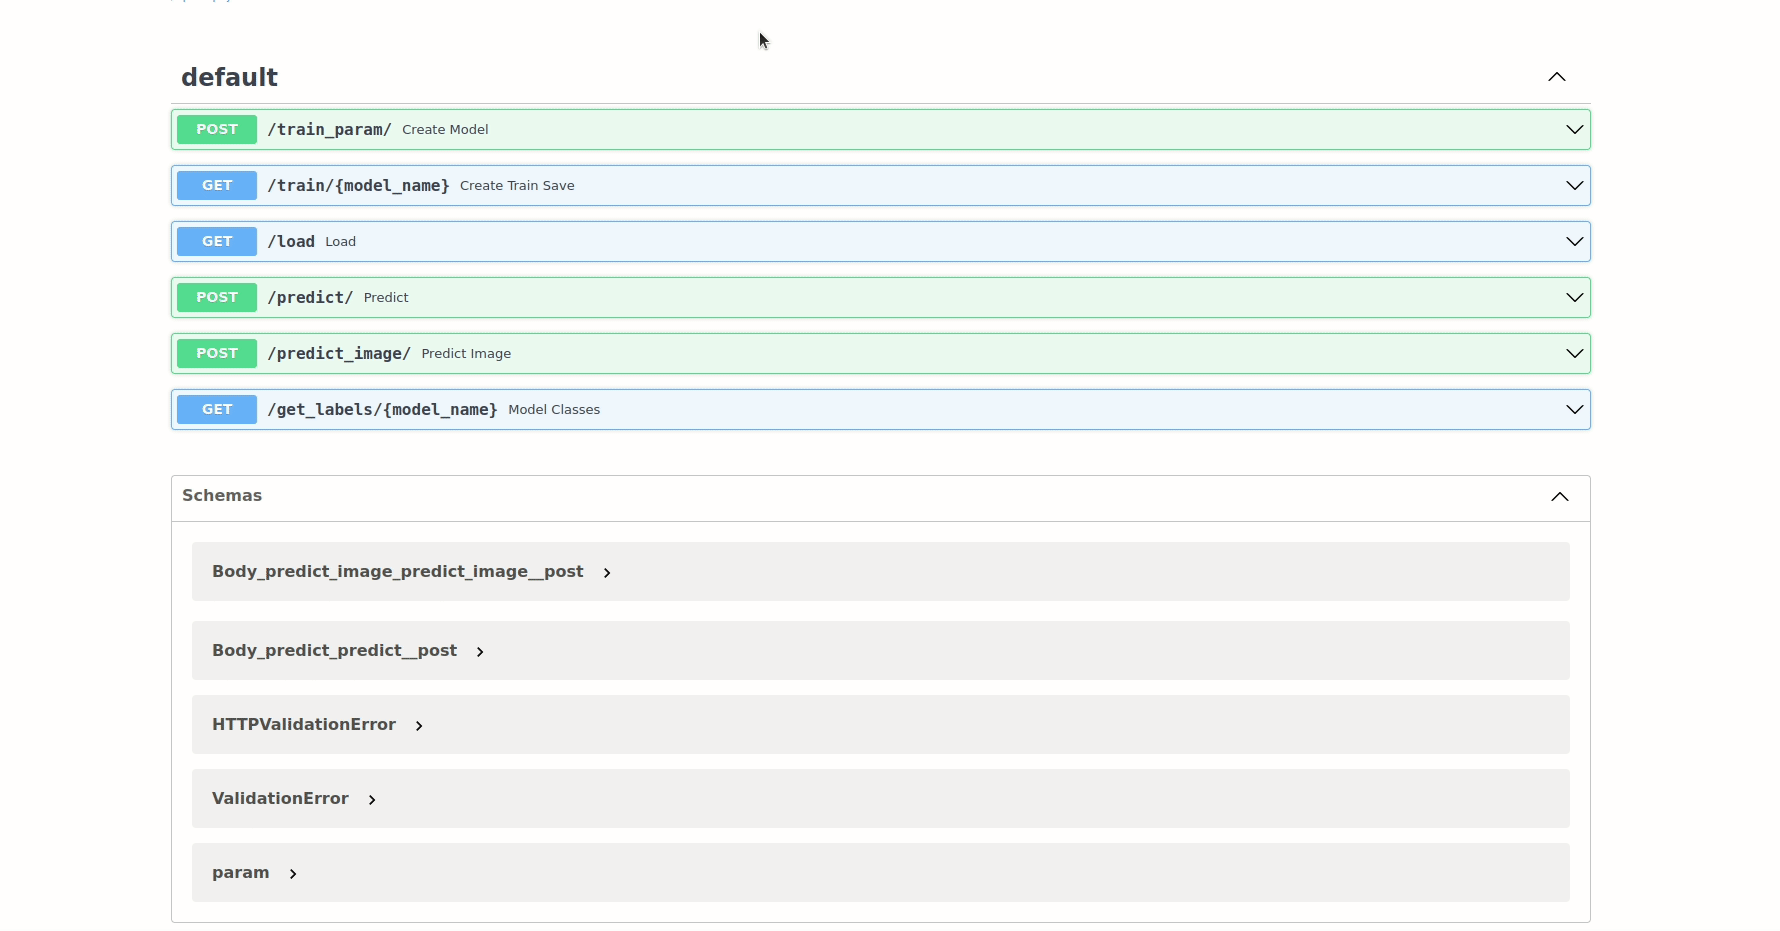 default
POST /train_param/ Create Model
GET /train/{model_name} Create Train Save
GET /load Load
POST /predict/ Predict
POST /predict_image/ Predict Image
GET /get_labels/{model_name} Model Classes
Schemas
Body_predict_image_predict_image__post
Body_predict_predict__post
HTTPValidationError
ValidationError
param